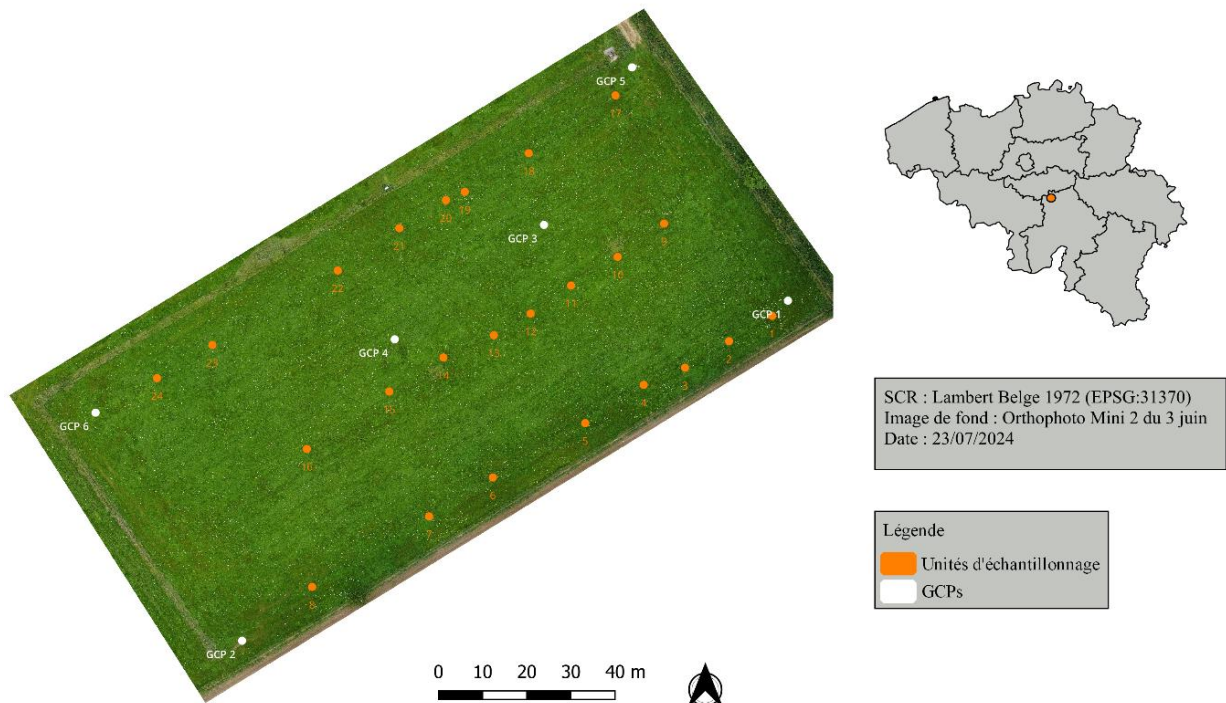 GCP 5
17
18
19
20
21
GCP 3
9
10
22
11
GCP 1
1
12
2
13
23
GCP 4
14
3
24
4
15
GCP 6
5
16
6
7
8
GCP 2
0 10 20 30 40 m
SCR : Lambert Belge 1972 (EPSG:31370)
Image de fond : Orthophoto Mini 2 du 3 juin
Date : 23/07/2024
Légende
Unités d'échantillonnage
GCPs